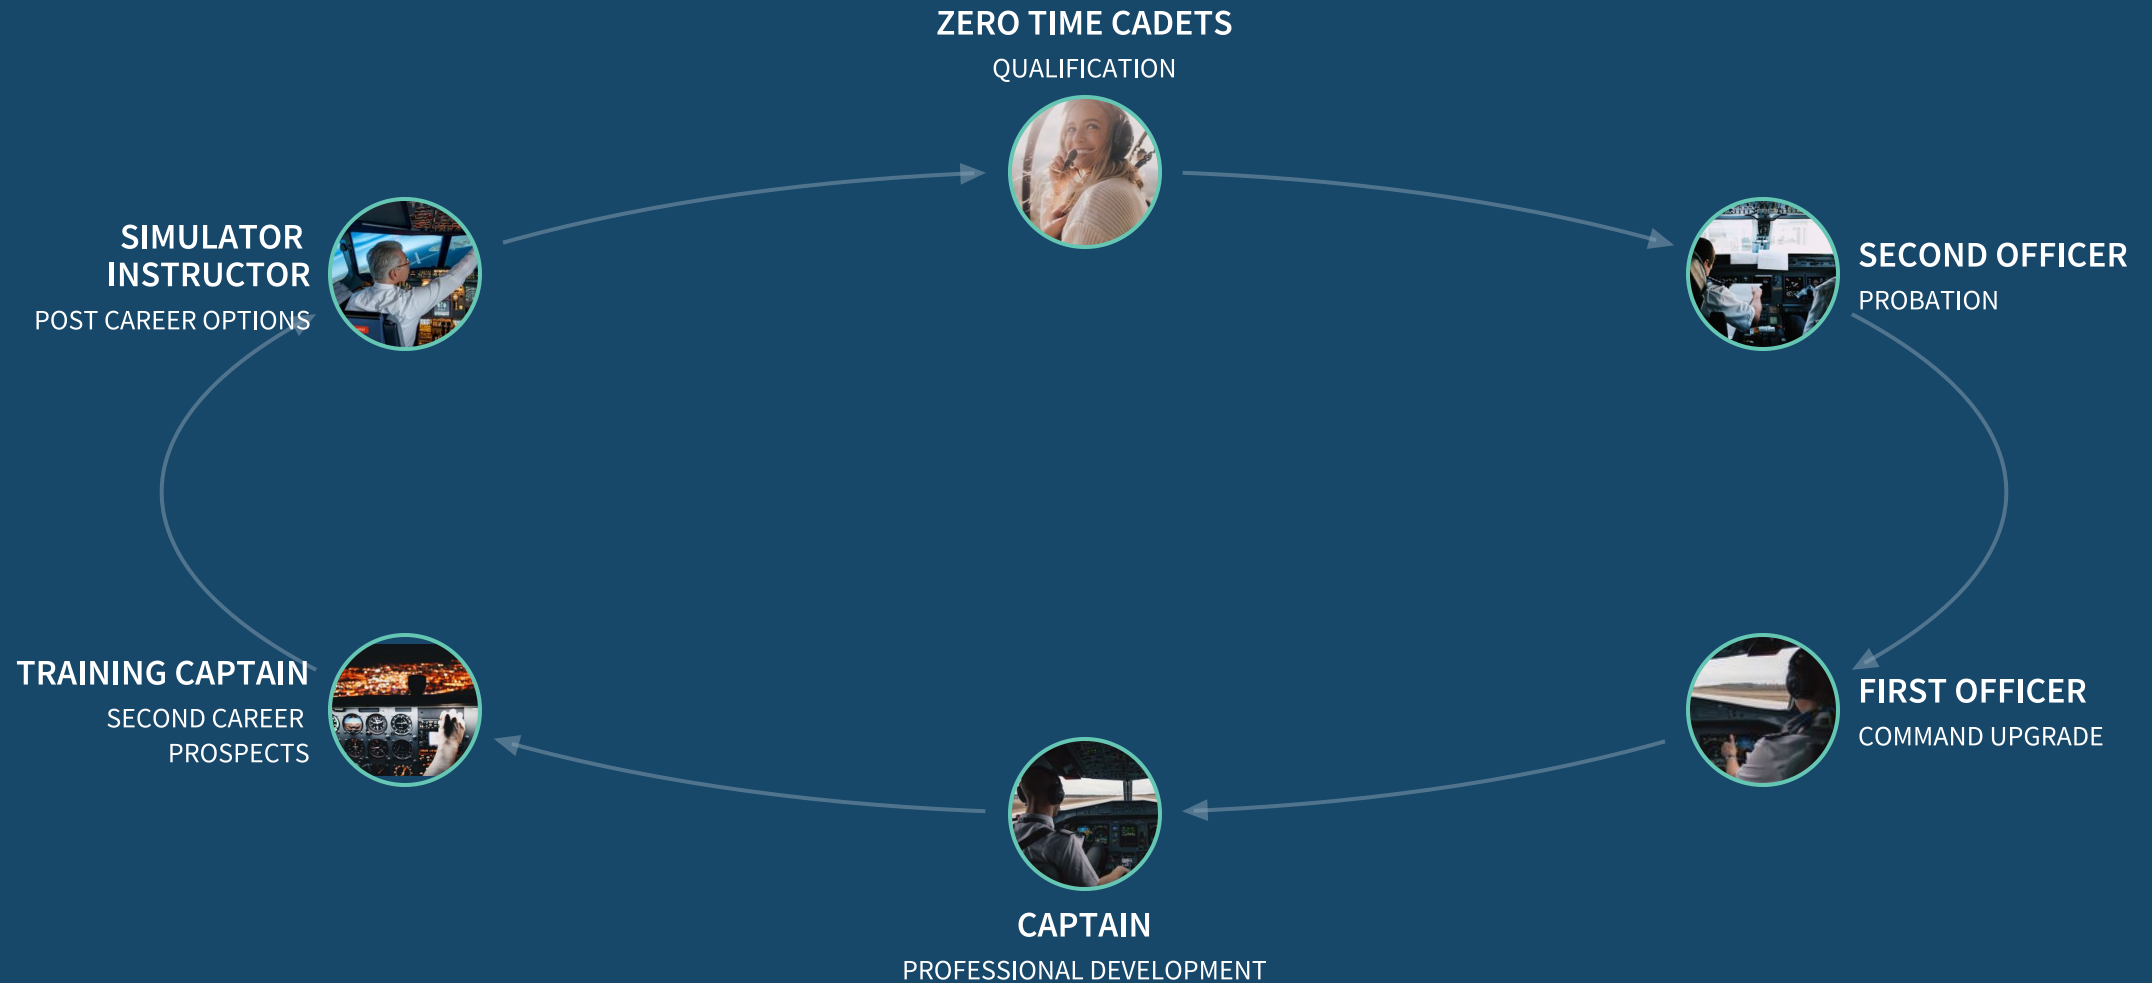 ZERO TIME CADETS
QUALIFICATION
SECOND OFFICER
PROBATION
FIRST OFFICER
COMMAND UPGRADE
CAPTAIN
PROFESSIONAL DEVELOPMENT
TRAINING CAPTAIN
SECOND CAREER
PROSPECTS
SIMULATOR
INSTRUCTOR
POST CAREER OPTIONS